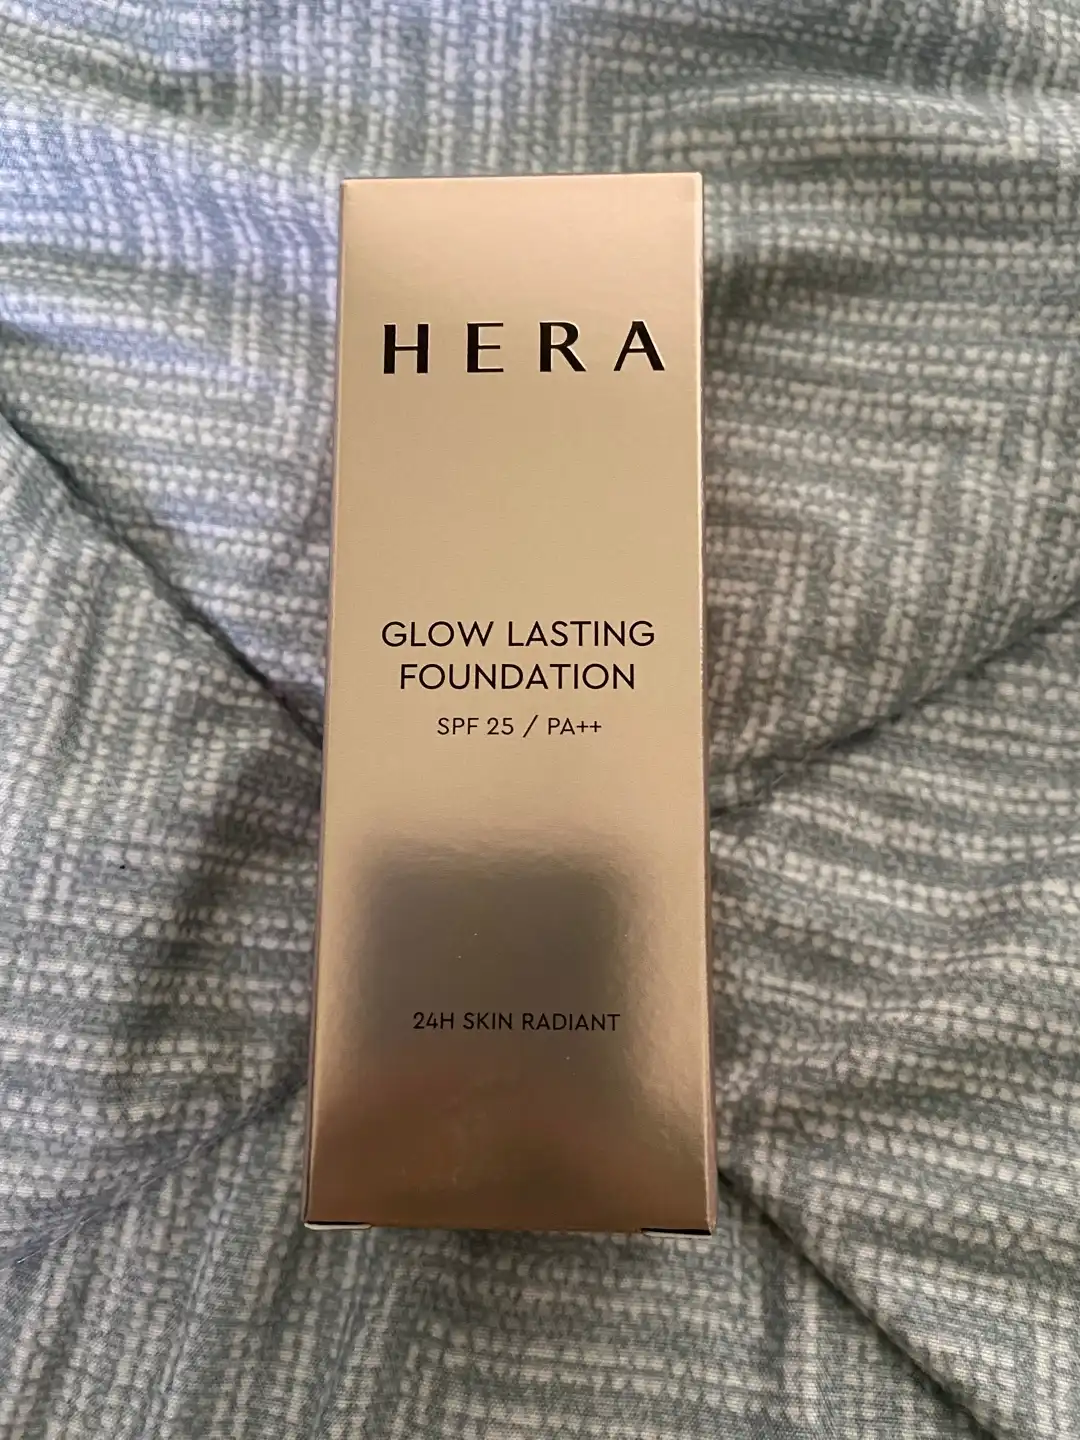 HERA
GLOW LASTING
FOUNDATION
SPF 25 / PA++
24H SKIN RADIANT